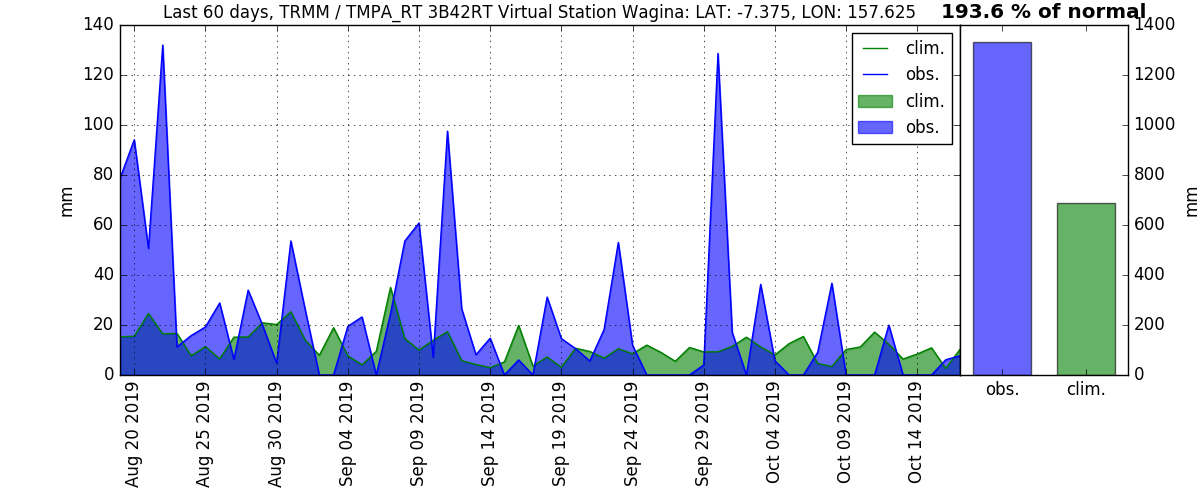 Last 60 days, TRMM / TMPA_RT 3B42RT Virtual Station Wagina: LAT: -7.375, LON: 157.625
193.6 % of normal
140
120
100
80
60
40
20
0
mm
clim.
obs.
clim.
obs.
Aug 20 2019
Aug 25 2019
Aug 30 2019
Sep 04 2019
Sep 09 2019
Sep 14 2019
Sep 19 2019
Sep 24 2019
Sep 29 2019
Oct 04 2019
Oct 09 2019
Oct 14 2019
1400
1200
1000
800
600
400
200
0
mm
obs.
clim.